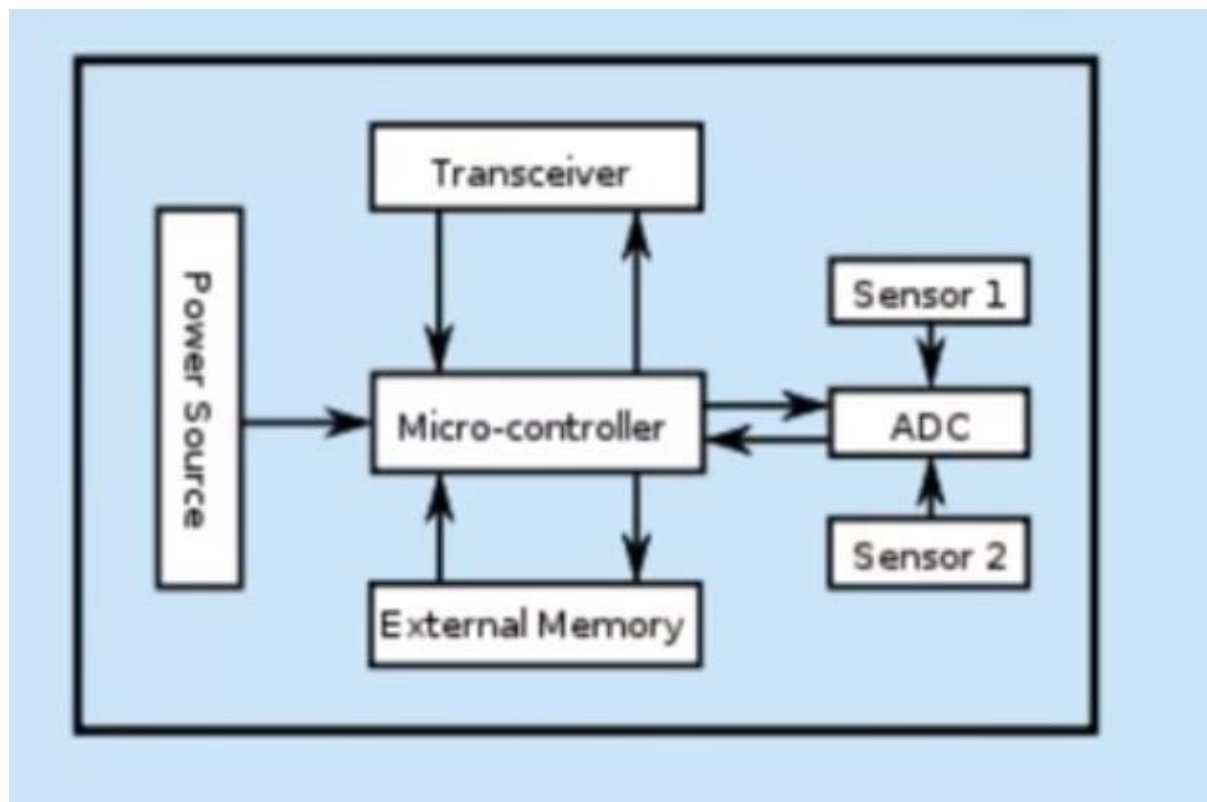 Transceiver
Power Source
Sensor 1
Micro-controller
ADC
Sensor 2
External Memory